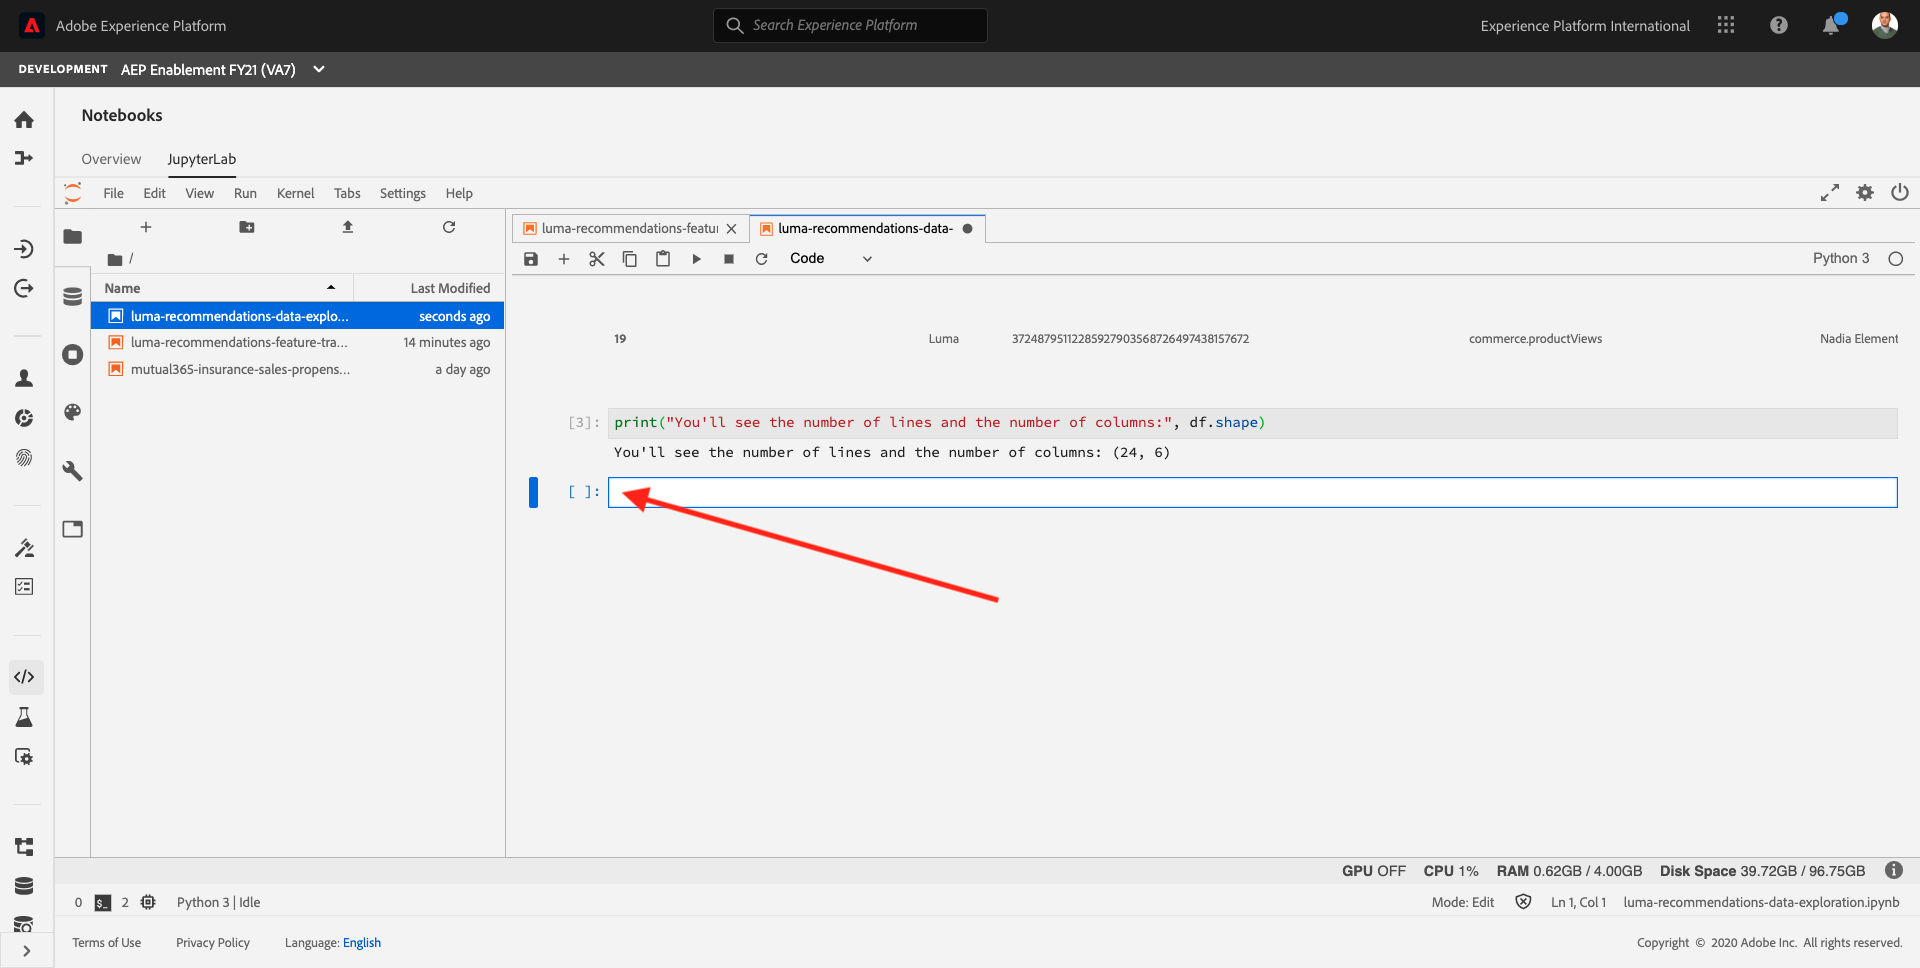 Adobe Experience Platform
Search Experience Platform
Experience Platform International
DEVELOPMENT AEP Enablement FY21 (VA7)
Notebooks
Overview JupyterLab
File Edit View Run Kernel Tabs Settings Help
luma-recommendations-featur luma-recommendations-data-
/
Code Python 3
Name Last Modified
luma-recommendations-data-explo... seconds ago
luma-recommendations-feature-tra... 14 minutes ago
mutual365-insurance-sales-propens... a day ago
19 Luma 37248795112285927903568726497438157672 commerce.productViews Nadia Element
[3]: print("You'll see the number of lines and the number of columns:", df.shape)
You'll see the number of lines and the number of columns: (24, 6)
[ ]:
GPU OFF CPU 1% RAM 0.62GB / 4.00GB Disk Space 39.72GB / 96.75GB
0 $_ 2 Python 3 | Idle Mode: Edit Ln 1, Col 1 luma-recommendations-data-exploration.ipynb
Terms of Use Privacy Policy Language: English Copyright © 2020 Adobe Inc. All rights reserved.